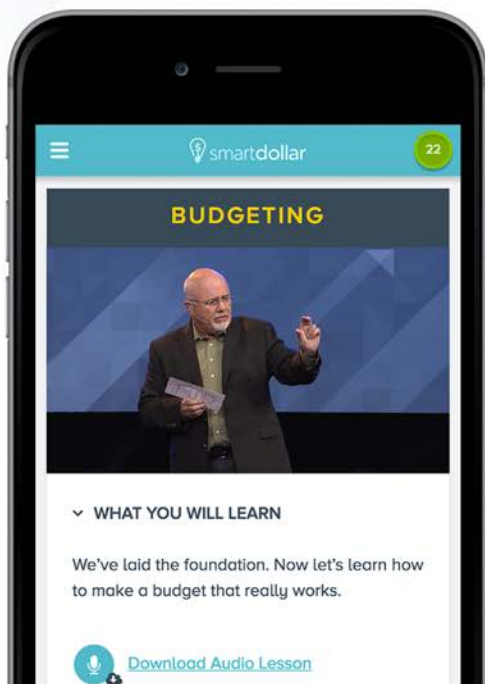 smartdollar
22
BUDGETING
WHAT YOU WILL LEARN
We've laid the foundation. Now let's learn how
to make a budget that really works.
Download Audio Lesson